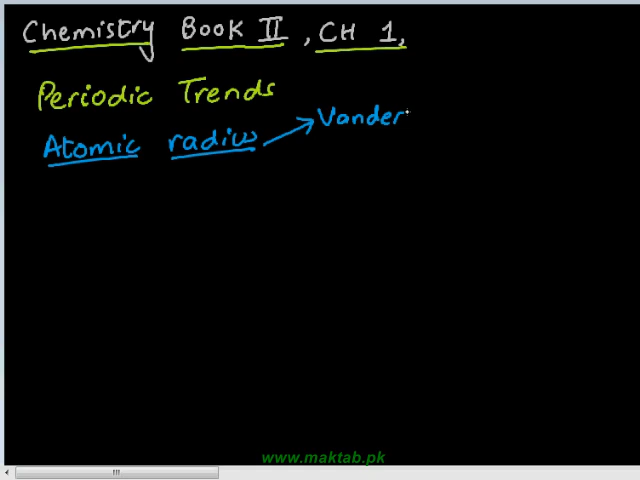 Chemistry Book II, CH 1,
Periodic Trends
Atomic radius → Vander
www.maktab.pk